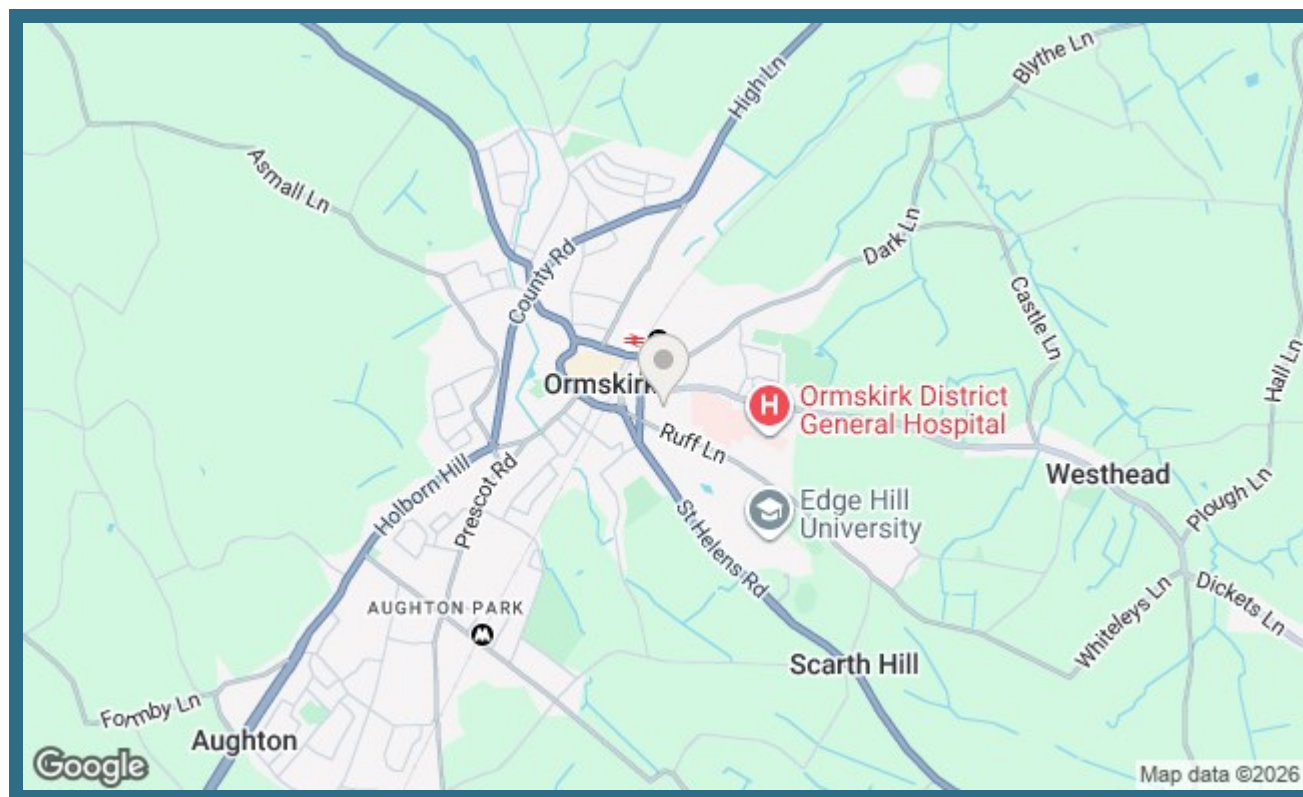 Blythe Ln
High Ln
Asmall Ln
Dark Ln
County Rd
Castle Ln
Hall Ln
Ormskirk
H
Ormskirk District
General Hospital
Ruff Ln
Westhead
Holborn Hill
Prescot Rd
Edge Hill
University
Plough Ln
St Helens Rd
Dickets Ln
Whiteleys Ln
AUGHTON PARK
Scarth Hill
Formby Ln
Aughton
Google
Map data ©2026